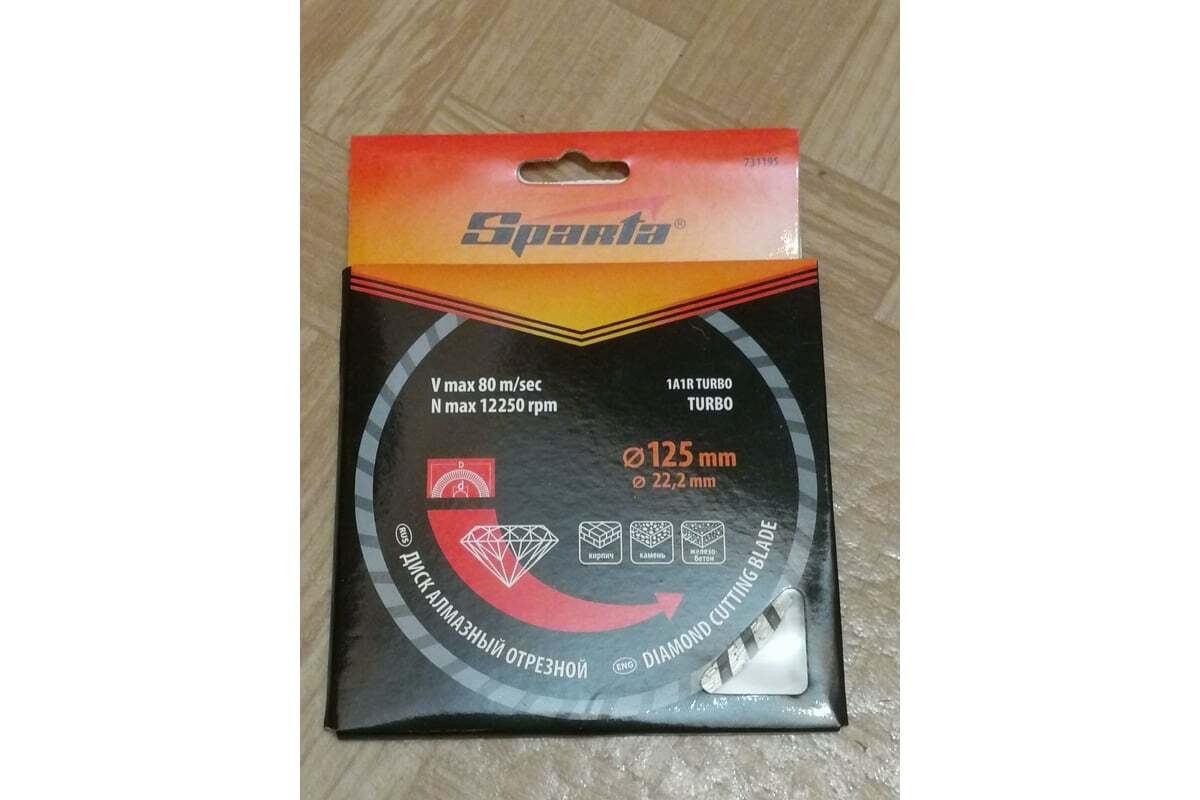 731195
Sparta®
V max 80 m/sec
N max 12250 rpm
1A1R TURBO
TURBO
Ø125 mm
Ø 22,2 mm
D
d
кирпич
камень
железо-
бетон
RUS ДИСК АЛМАЗНЫЙ ОТРЕЗНОЙ
ENG DIAMOND CUTTING BLADE